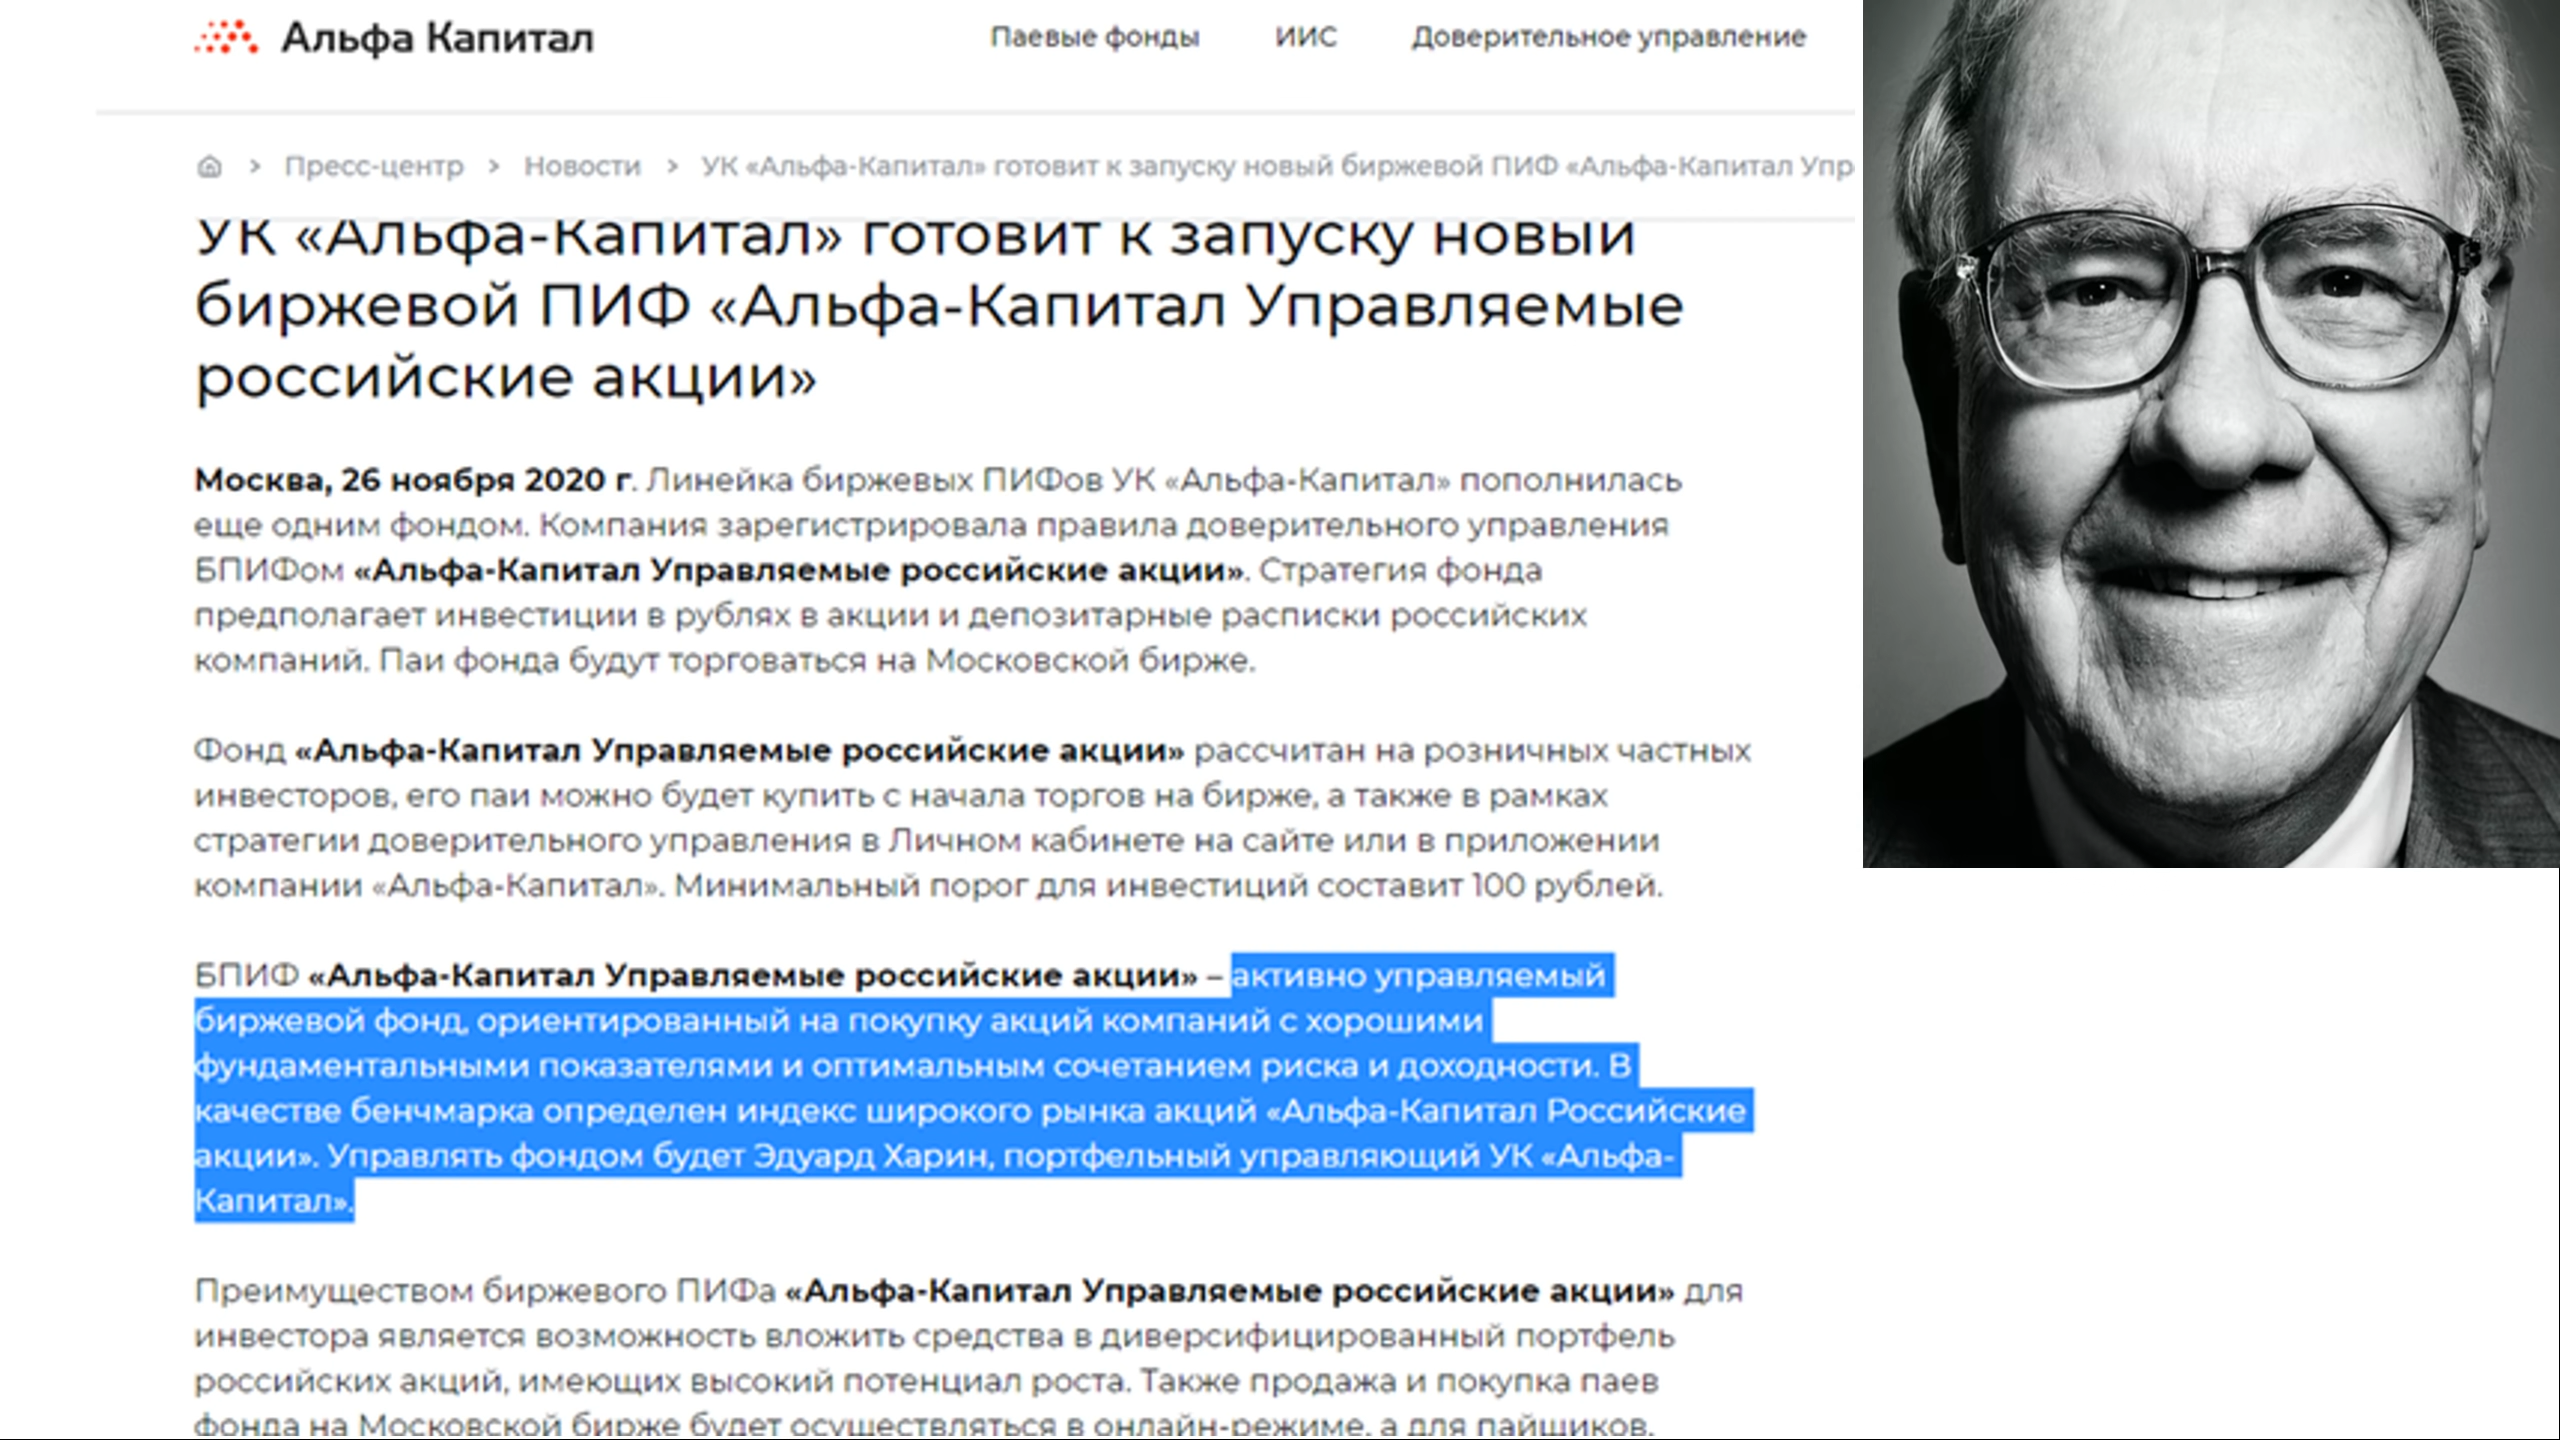 Альфа Капитал
Паевые фонды ИИС Доверительное управление
Пресс-центр > Новости > УК «Альфа-Капитал» готовит к запуску новый биржевой ПИФ «Альфа-Капитал Упр
УК «Альфа-Капитал» готовит к запуску новый
биржевой ПИФ «Альфа-Капитал Управляемые
российские акции»
Москва, 26 ноября 2020 г. Линейка биржевых ПИФов УК «Альфа-Капитал» пополнилась
еще одним фондом. Компания зарегистрировала правила доверительного управления
БПИФом «Альфа-Капитал Управляемые российские акции». Стратегия фонда
предполагает инвестиции в рублях в акции и депозитарные расписки российских
компаний. Паи фонда будут торговаться на Московской бирже.
Фонд «Альфа-Капитал Управляемые российские акции» рассчитан на розничных частных
инвесторов, его паи можно будет купить с начала торгов на бирже, а также в рамках
стратегии доверительного управления в Личном кабинете на сайте или в приложении
компании «Альфа-Капитал». Минимальный порог для инвестиций составит 100 рублей.
БПИФ «Альфа-Капитал Управляемые российские акции» – активно управляемый
биржевой фонд, ориентированный на покупку акций компаний с хорошими
фундаментальными показателями и оптимальным сочетанием риска и доходности. В
качестве бенчмарка определен индекс широкого рынка акций «Альфа-Капитал Российские
акции». Управлять фондом будет Эдуард Харин, портфельный управляющий УК «Альфа-
Капитал».
Преимуществом биржевого ПИФа «Альфа-Капитал Управляемые российские акции» для
инвестора является возможность вложить средства в диверсифицированный портфель
российских акций, имеющих высокий потенциал роста. Также продажа и покупка паев
фонда на Московской бирже будет осуществляться в онлайн-режиме, а для пайщиков,